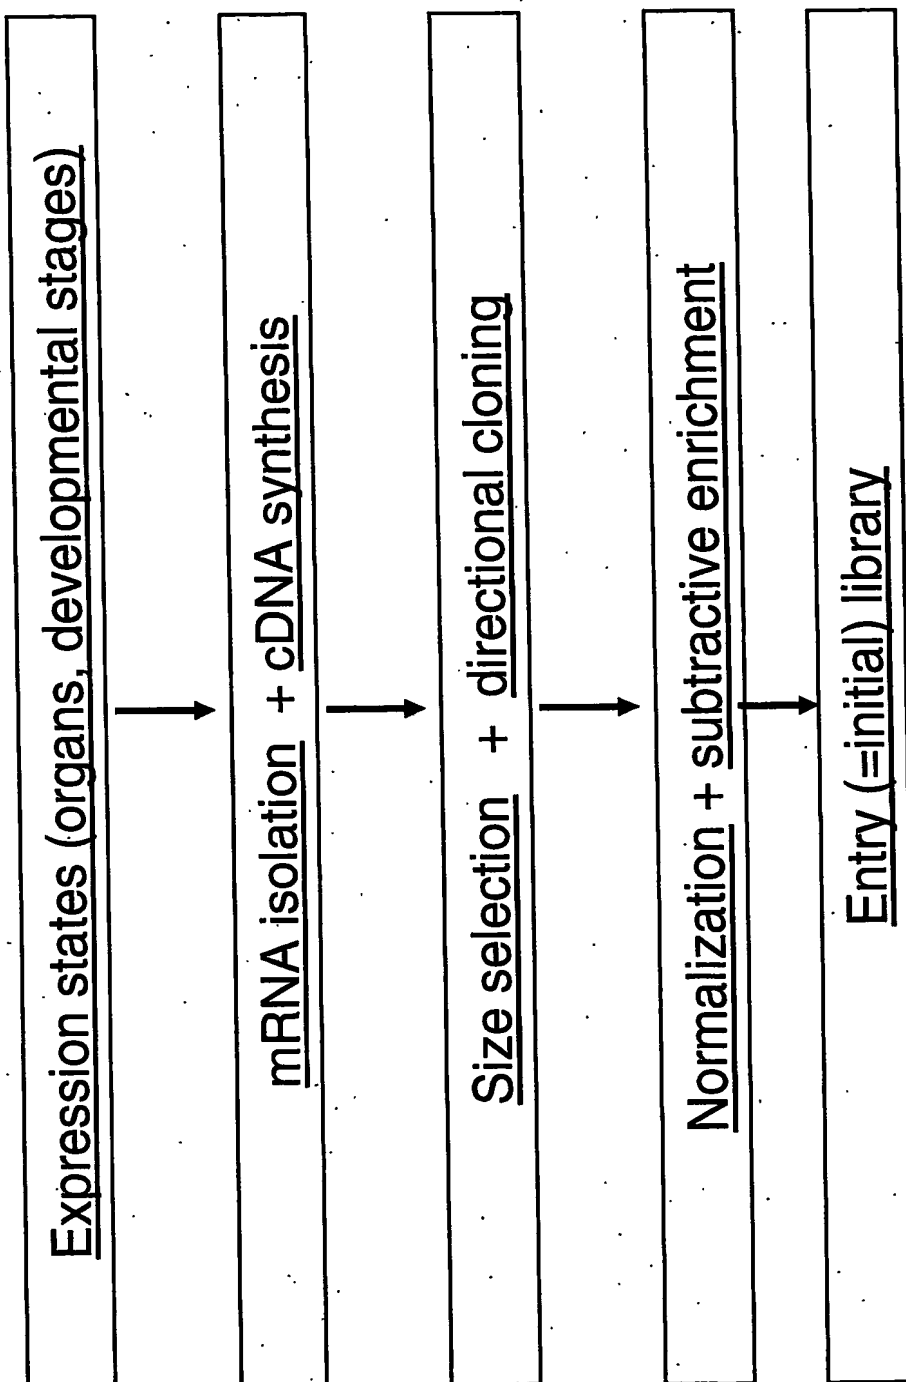 Expression states (organs, developmental stages)
mRNA isolation + cDNA synthesis
Size selection + directional cloning
Normalization + subtractive enrichment
Entry (=initial) library